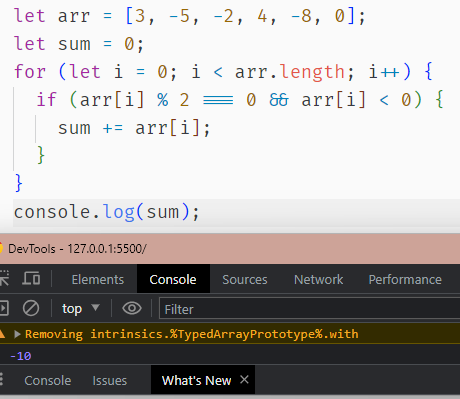 let arr = [3, -5, -2, 4, -8, 0];
let sum = 0;
for (let i = 0; i < arr.length; i++) {
if (arr[i] % 2 === 0 && arr[i] < 0) {
sum += arr[i];
}
}
console.log(sum);
DevTools - 127.0.0.1:5500/
Elements Console Sources Network Performance
top Filter
Removing intrinsics.%TypedArrayPrototype%.with
-10
Console Issues What's New